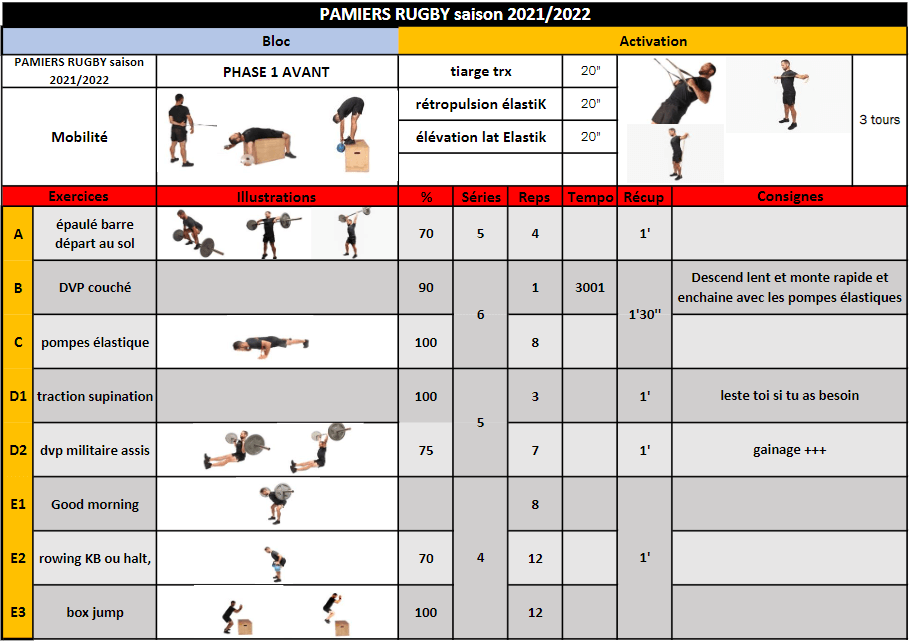 PAMIERS RUGBY saison 2021/2022
Bloc
Activation
PAMIERS RUGBY saison
2021/2022
PHASE 1 AVANT
tiarge trx
20"
rétropulsion élastiK
20"
Mobilité
élévation lat Elastik
20"
3 tours
Exercices Illustrations % Séries Reps Tempo Récup Consignes
A
épaulé barre
départ au sol
70 5 4 1'
B DVP couché 90 1 3001
Descend lent et monte rapide et
enchaine avec les pompes élastiques
6 1'30''
C pompes élastique 100 8
D1 traction supination 100 3 1' leste toi si tu as besoin
5
D2 dvp militaire assis 75 7 1' gainage +++
E1 Good morning 8
E2 rowing KB ou halt, 70 4 12 1'
E3 box jump 100 12